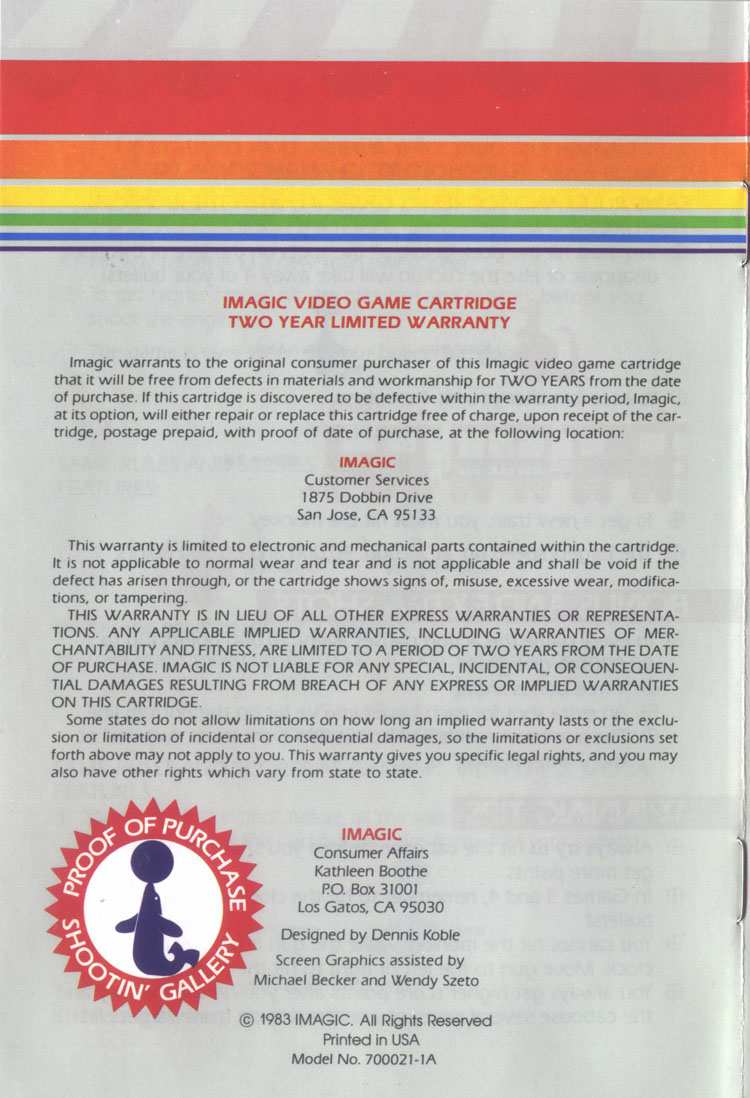 IMAGIC VIDEO GAME CARTRIDGE
TWO YEAR LIMITED WARRANTY
Imagic warrants to the original consumer purchaser of this Imagic video game cartridge
that it will be free from defects in materials and workmanship for TWO YEARS from the date
of purchase. If this cartridge is discovered to be defective within the warranty period, Imagic,
at its option, will either repair or replace this cartridge free of charge, upon receipt of the car-
tridge, postage prepaid, with proof of date of purchase, at the following location:
IMAGIC
Customer Services
1875 Dobbin Drive
San Jose, CA 95133
This warranty is limited to electronic and mechanical parts contained within the cartridge.
It is not applicable to normal wear and tear and is not applicable and shall be void if the
defect has arisen through, or the cartridge shows signs of, misuse, excessive wear, modifica-
tions, or tampering.
THIS WARRANTY IS IN LIEU OF ALL OTHER EXPRESS WARRANTIES OR REPRESENTA-
TIONS. ANY APPLICABLE IMPLIED WARRANTIES, INCLUDING WARRANTIES OF MER-
CHANTABILITY AND FITNESS, ARE LIMITED TO A PERIOD OF TWO YEARS FROM THE DATE
OF PURCHASE. IMAGIC IS NOT LIABLE FOR ANY SPECIAL, INCIDENTAL, OR CONSEQUEN-
TIAL DAMAGES RESULTING FROM BREACH OF ANY EXPRESS OR IMPLIED WARRANTIES
ON THIS CARTRIDGE.
Some states do not allow limitations on how long an implied warranty lasts or the exclu-
sion or limitation of incidental or consequential damages, so the limitations or exclusions set
forth above may not apply to you. This warranty gives you specific legal rights, and you may
also have other rights which vary from state to state.
PROOF OF PURCHASE
SHOOTIN' GALLERY
IMAGIC
Consumer Affairs
Kathleen Boothe
P.O. Box 31001
Los Gatos, CA 95030
Designed by Dennis Koble
Screen Graphics assisted by
Michael Becker and Wendy Szeto
© 1983 IMAGIC. All Rights Reserved
Printed in USA
Model No. 700021-1A